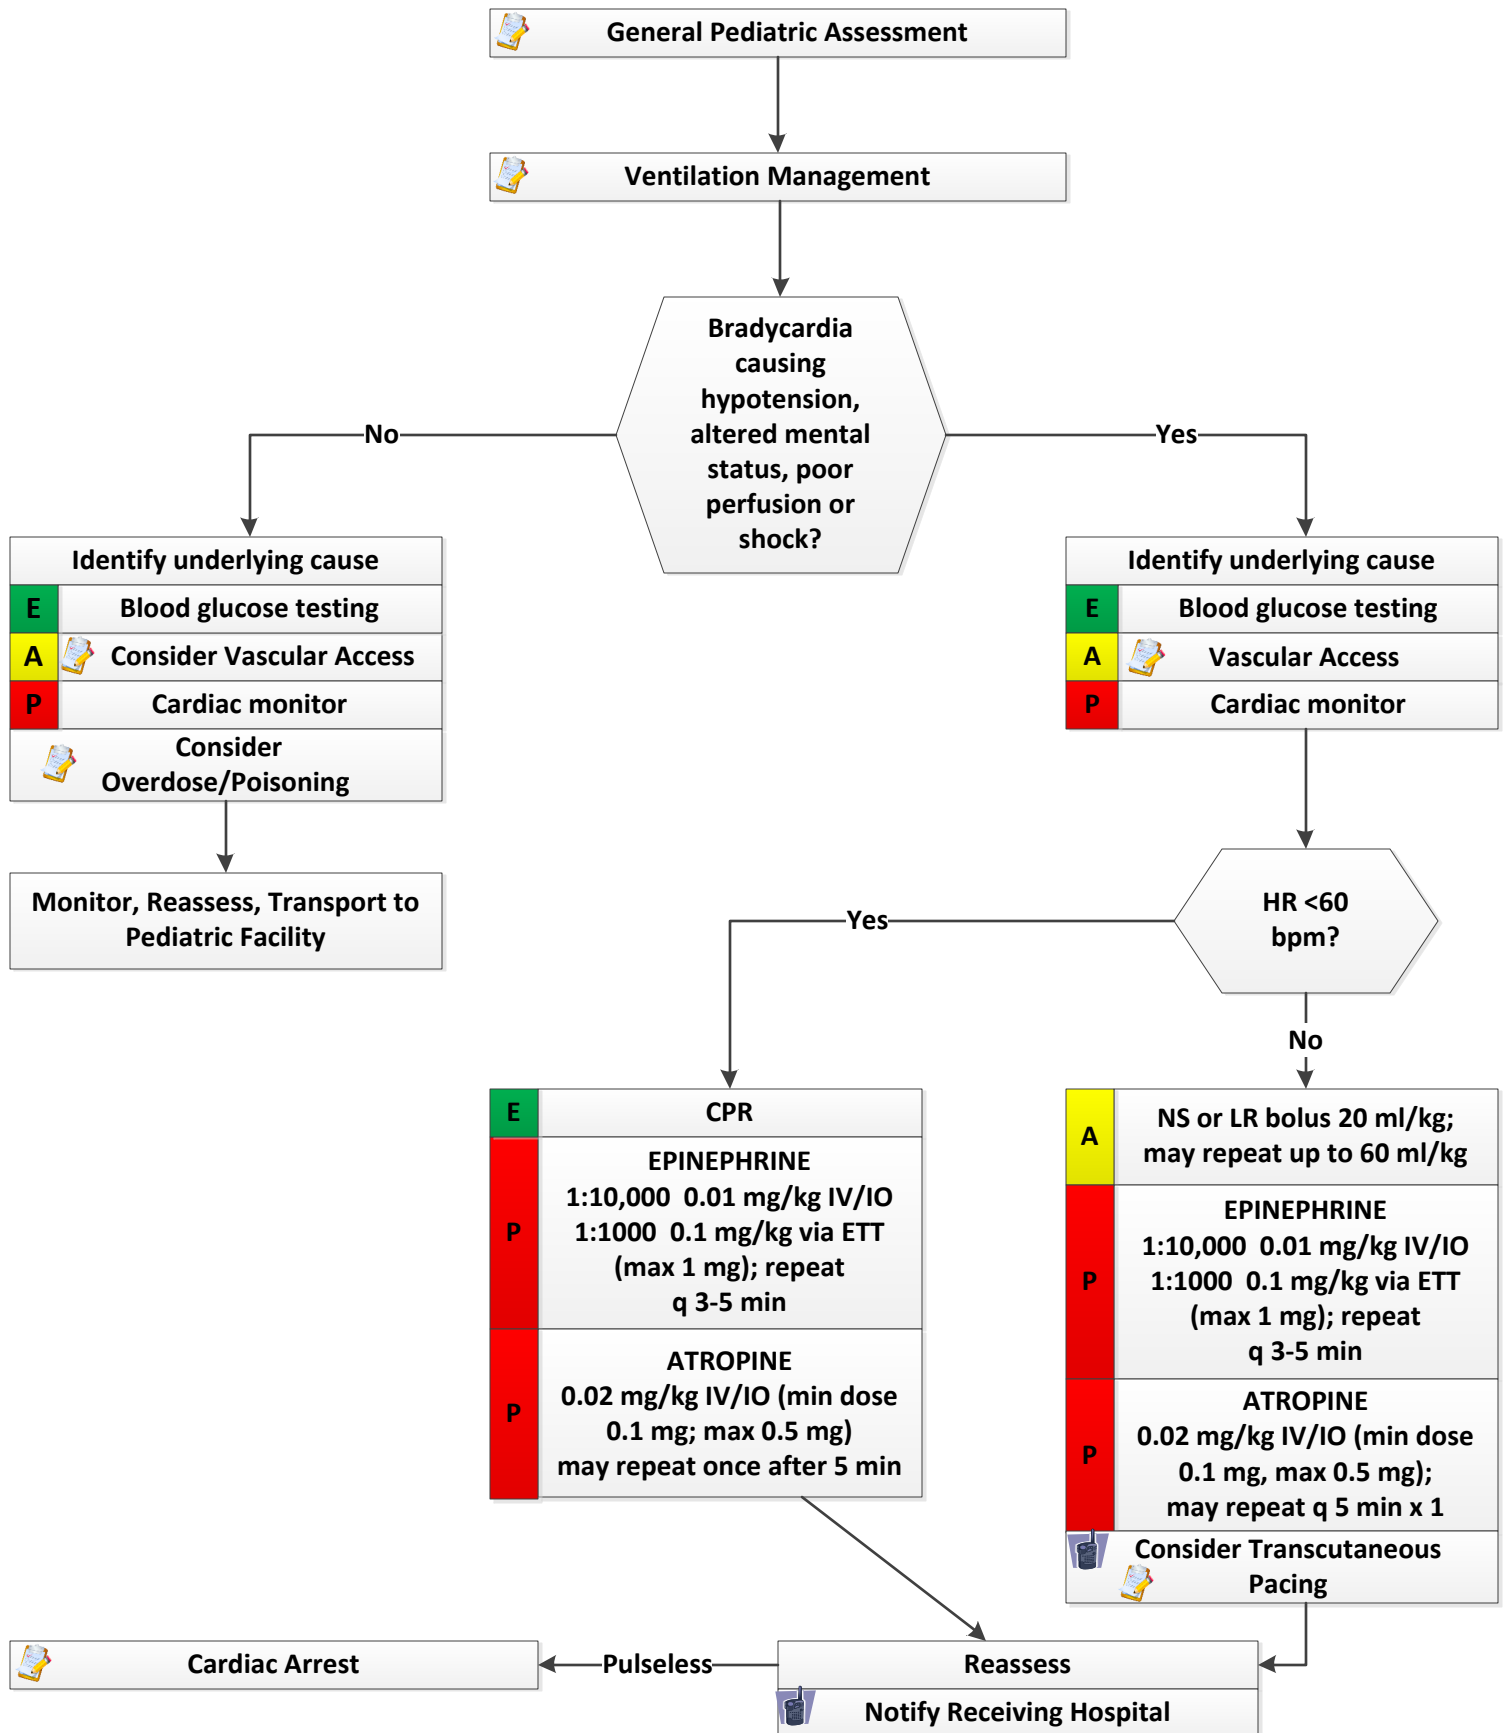 General Pediatric Assessment
Ventilation Management
Bradycardia
causing
hypotension,
altered mental
status, poor
perfusion or
shock?
No
Yes
Identify underlying cause
E
Blood glucose testing
A
Consider Vascular Access
P
Cardiac monitor
Consider
Overdose/Poisoning
Monitor, Reassess, Transport to
Pediatric Facility
Identify underlying cause
E
Blood glucose testing
A
Vascular Access
P
Cardiac monitor
HR <60
bpm?
Yes
No
E
CPR
P
EPINEPHRINE
1:10,000  0.01 mg/kg IV/IO
1:1000  0.1 mg/kg via ETT
(max 1 mg); repeat
q 3-5 min
P
ATROPINE
0.02 mg/kg IV/IO (min dose
0.1 mg; max 0.5 mg)
may repeat once after 5 min
A
NS or LR bolus 20 ml/kg;
may repeat up to 60 ml/kg
P
EPINEPHRINE
1:10,000  0.01 mg/kg IV/IO
1:1000  0.1 mg/kg via ETT
(max 1 mg); repeat
q 3-5 min
P
ATROPINE
0.02 mg/kg IV/IO (min dose
0.1 mg, max 0.5 mg);
may repeat q 5 min x 1
Consider Transcutaneous
Pacing
Cardiac Arrest
Pulseless
Reassess
Notify Receiving Hospital